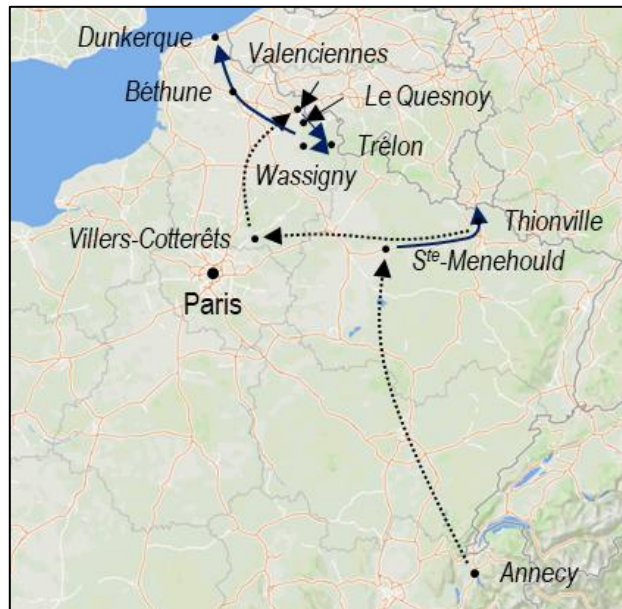 Dunkerque
Valenciennes
Béthune
Le Quesnoy
Trélon
Wassigny
Thionville
Villers-Cotterêts
Ste-Menehould
Paris
Annecy